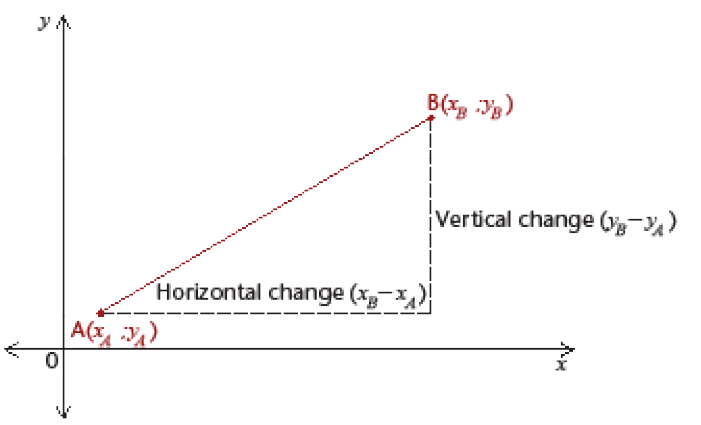 y
B(x_B ;y_B)
Vertical change (y_B−y_A)
Horizontal change (x_B−x_A)
A(x_A ;y_A)
0
x